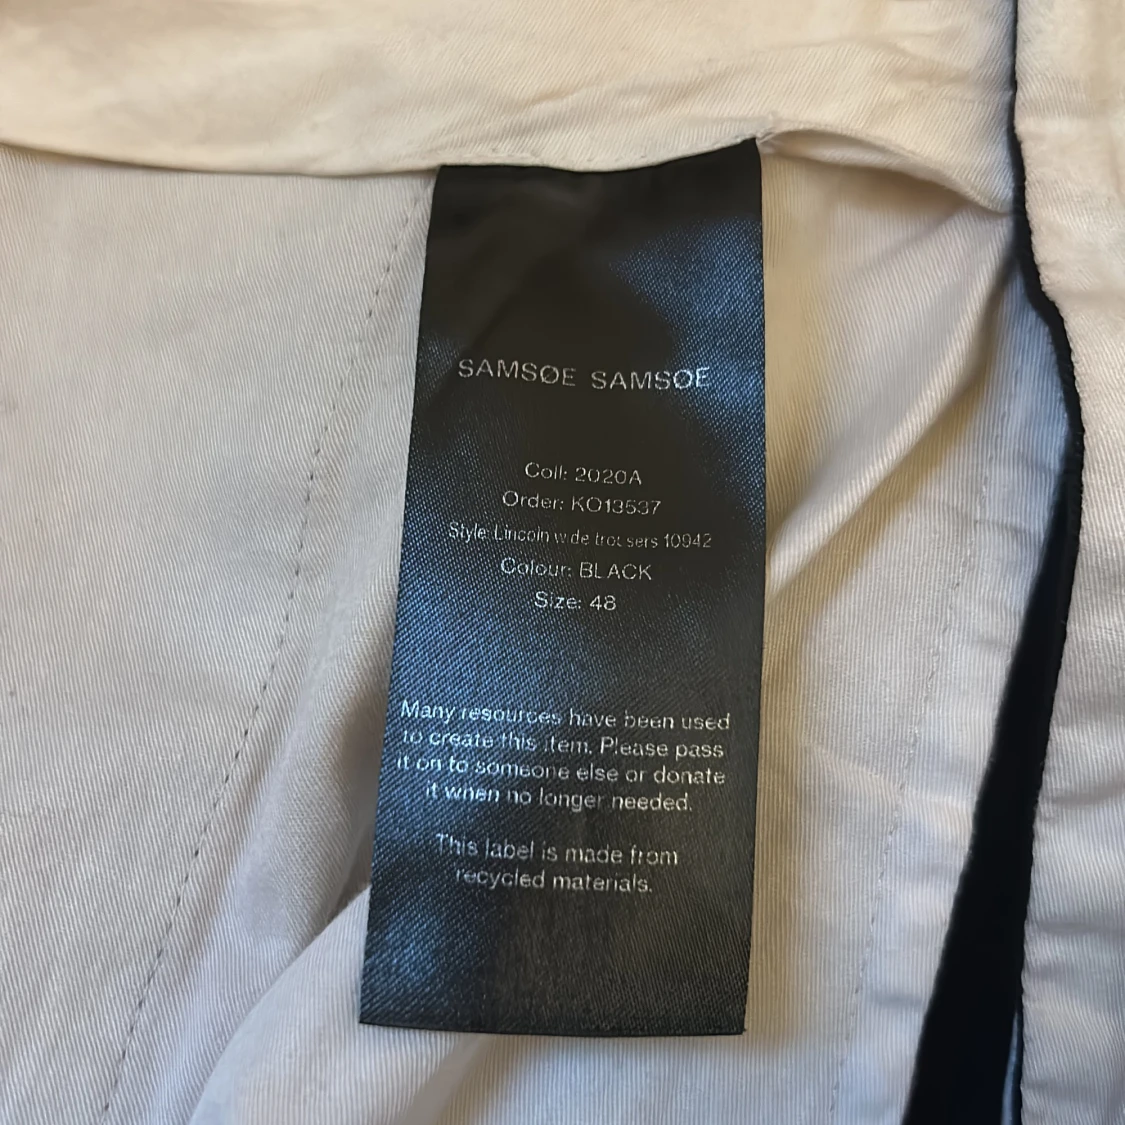 SAMSØE SAMSØE
Coll: 2020A
Order: KO13537
Style: Lincoln wide trousers 10942
Colour: BLACK
Size: 48
Many resources have been used
to create this item. Please pass
it on to someone else or donate
it when no longer needed.
This label is made from
recycled materials.